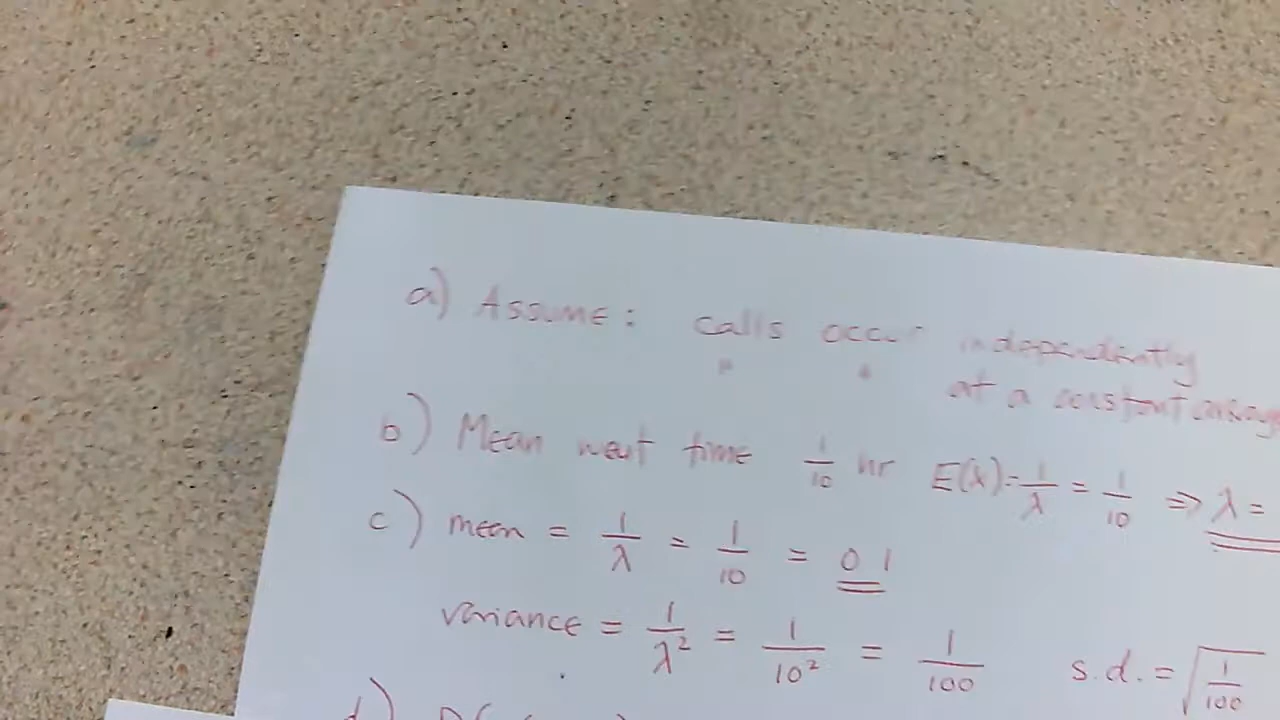 a) Assume: calls occur independently
at a constant average
b) Mean wait time 1/10 hr E(X)=1/λ = 1/10 ⇒ λ =
c) mean = 1/λ = 1/10 = 0.1
variance = 1/λ² = 1/10² = 1/100 s.d. = √(1/100)
d)